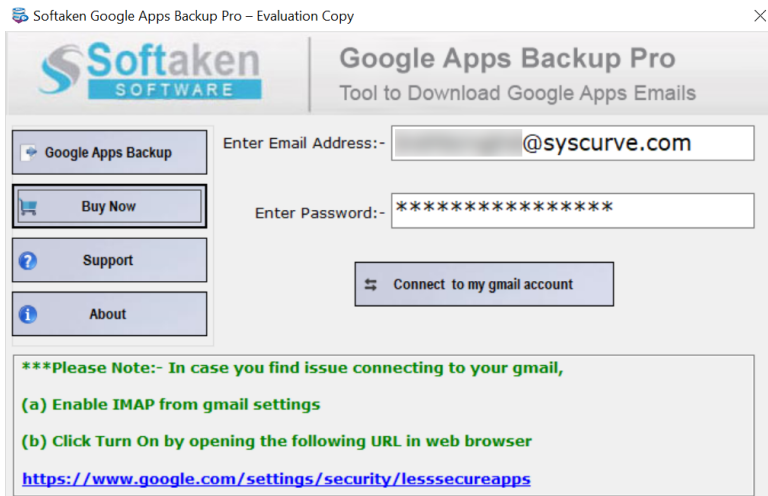 Softaken Google Apps Backup Pro – Evaluation Copy
Softaken
SOFTWARE
Google Apps Backup Pro
Tool to Download Google Apps Emails
Google Apps Backup
Buy Now
Support
About
Enter Email Address:-
@syscurve.com
Enter Password:-
****************
Connect to my gmail account
***Please Note:- In case you find issue connecting to your gmail,
(a) Enable IMAP from gmail settings
(b) Click Turn On by opening the following URL in web browser
https://www.google.com/settings/security/lesssecureapps